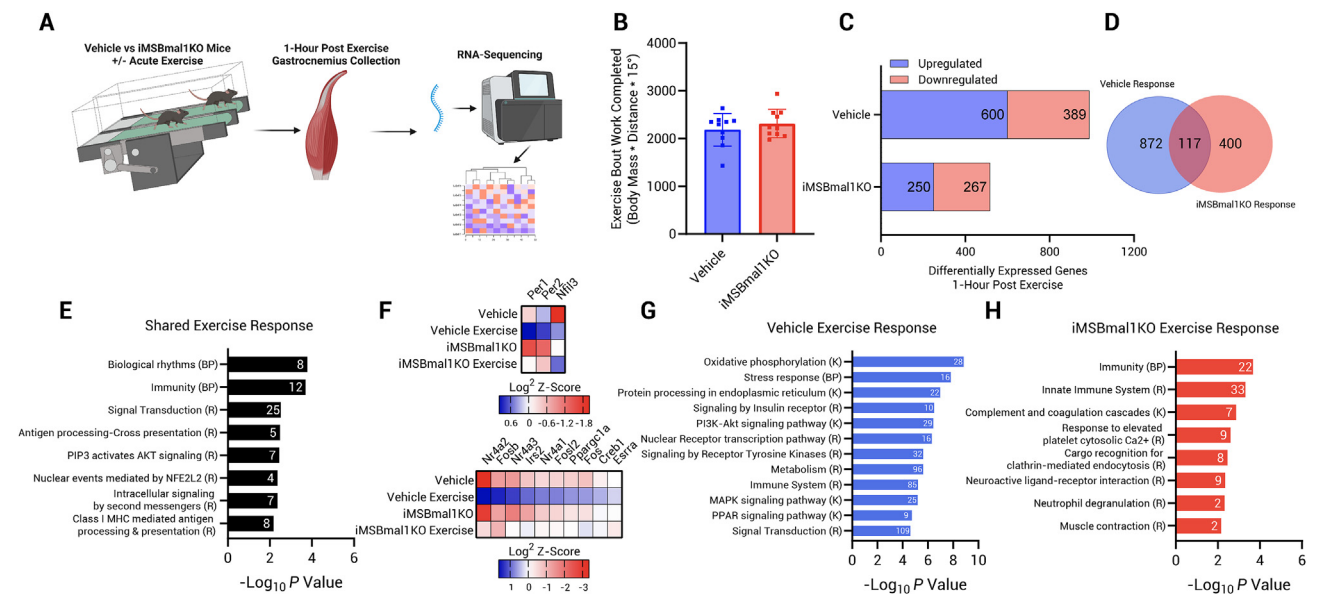 A
Vehicle vs iMSBmal1KO Mice
+/- Acute Exercise
1-Hour Post Exercise
Gastrocnemius Collection
RNA-Sequencing
B
Exercise Bout Work Completed
(Body Mass * Distance * 15°)
4000
3000
2000
1000
0
Vehicle
iMSBmal1KO
C
Upregulated
Downregulated
Vehicle
600
389
iMSBmal1KO
250
267
0
400
800
1200
Differentially Expressed Genes
1-Hour Post Exercise
D
Vehicle Response
872
117
400
iMSBmal1KO Response
E
Shared Exercise Response
Biological rhythms (BP)
8
Immunity (BP)
12
Signal Transduction (R)
25
Antigen processing-Cross presentation (R)
5
PIP3 activates AKT signaling (R)
7
Nuclear events mediated by NFE2L2 (R)
4
Intracellular signaling
by second messengers (R)
7
Class I MHC mediated antigen
processing & presentation (R)
8
0
2
4
6
-Log10 P Value
F
Per1
Per2
Nfil3
Vehicle
Vehicle Exercise
iMSBmal1KO
iMSBmal1KO Exercise
Log2 Z-Score
0.6
0
-0.6
-1.2
-1.8
Nr4a2
Fosb
Nr4a3
Irs2
Nr4a1
Fosl2
Ppargc1a
Fos
Creb1
Esrra
Vehicle
Vehicle Exercise
iMSBmal1KO
iMSBmal1KO Exercise
Log2 Z-Score
1
0
-1
-2
-3
G
Vehicle Exercise Response
Oxidative phosphorylation (K)
28
Stress response (BP)
16
Protein processing in endoplasmic reticulum (K)
22
Signaling by Insulin receptor (R)
10
PI3K-Akt signaling pathway (K)
29
Nuclear Receptor transcription pathway (R)
16
Signaling by Receptor Tyrosine Kinases (R)
32
Metabolism (R)
96
Immune System (R)
85
MAPK signaling pathway (K)
25
PPAR signaling pathway (K)
9
Signal Transduction (R)
109
0
2
4
6
8
10
-Log10 P Value
H
iMSBmal1KO Exercise Response
Immunity (BP)
22
Innate Immune System (R)
33
Complement and coagulation cascades (K)
7
Response to elevated
platelet cytosolic Ca2+ (R)
9
Cargo recognition for
clathrin-mediated endocytosis (R)
8
Neuroactive ligand-receptor interaction (R)
9
Neutrophil degranulation (R)
2
Muscle contraction (R)
2
0
2
4
6
-Log10 P Value